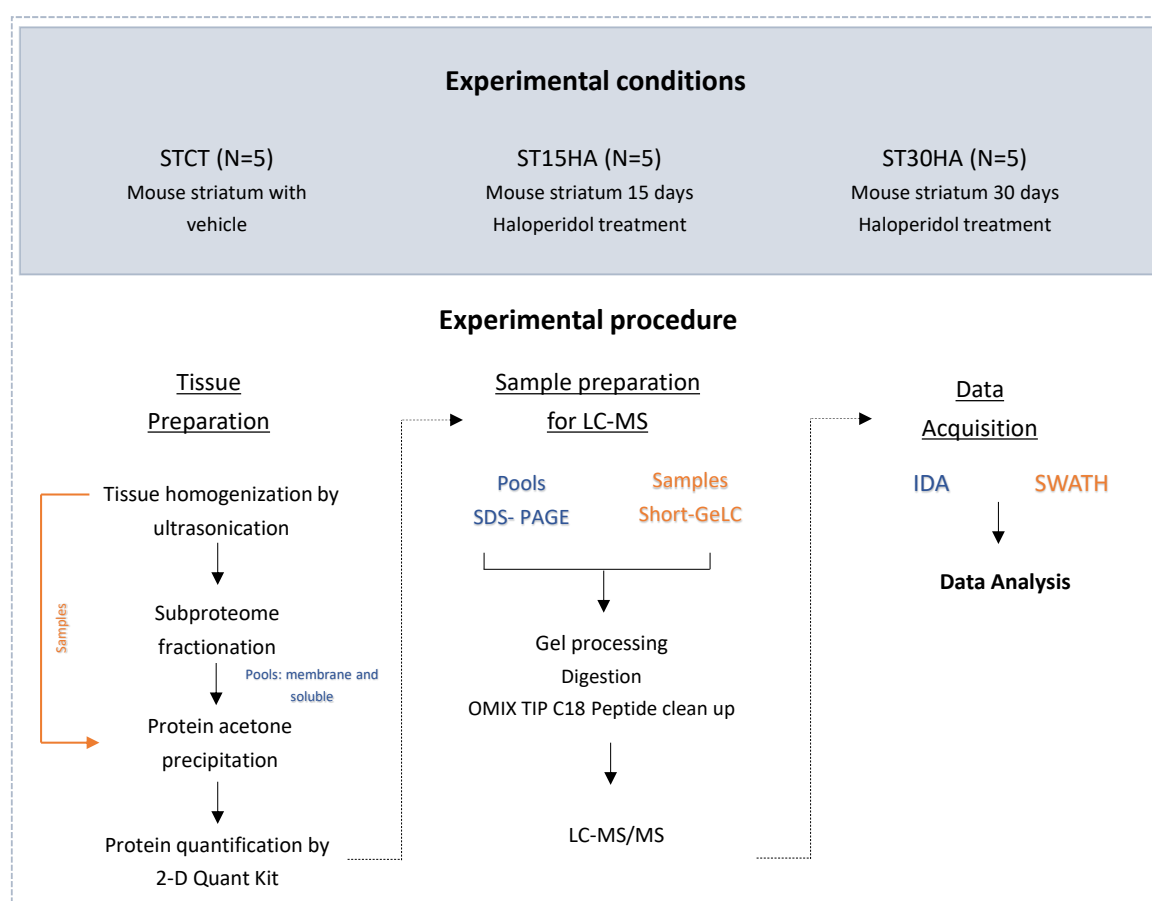 Experimental conditions
STCT (N=5)
Mouse striatum with
vehicle
ST15HA (N=5)
Mouse striatum 15 days
Haloperidol treatment
ST30HA (N=5)
Mouse striatum 30 days
Haloperidol treatment
Experimental procedure
Tissue
Preparation
Tissue homogenization by
ultrasonication
Samples
Subproteome
fractionation
Pools: membrane and
soluble
Protein acetone
precipitation
Protein quantification by
2-D Quant Kit
Sample preparation
for LC-MS
Pools
SDS- PAGE
Samples
Short-GeLC
Gel processing
Digestion
OMIX TIP C18 Peptide clean up
LC-MS/MS
Data
Acquisition
IDA
SWATH
Data Analysis